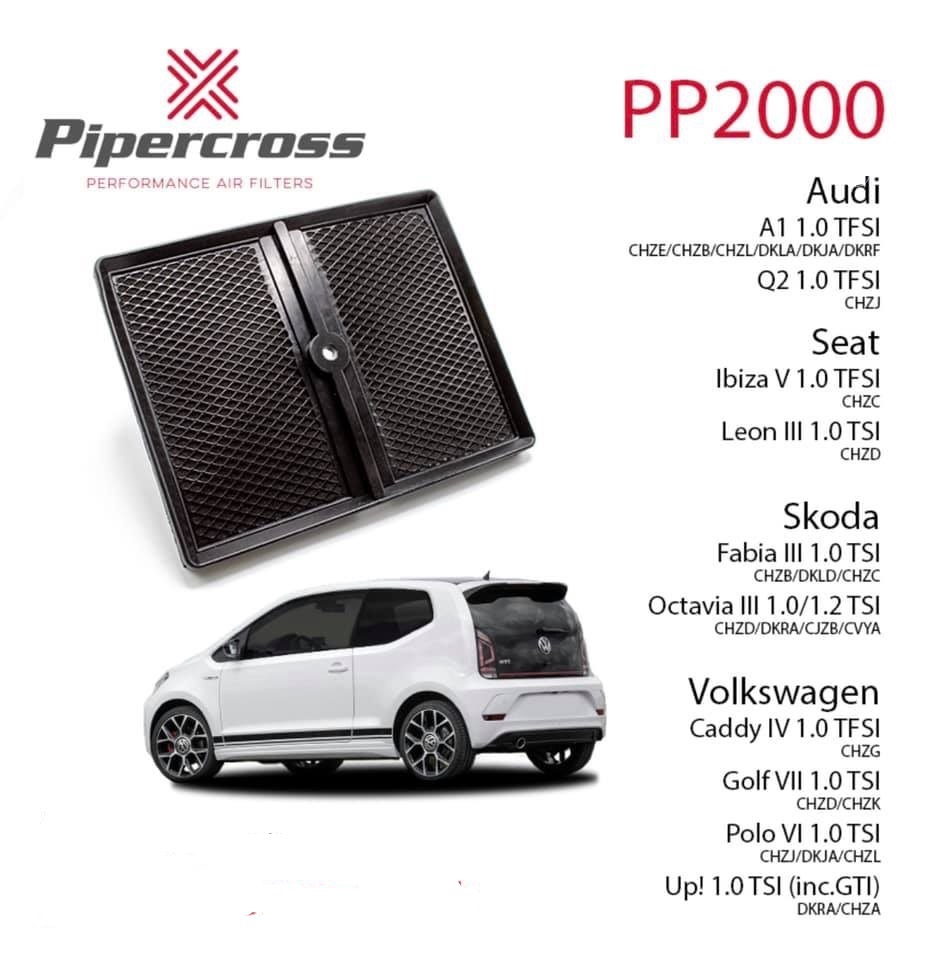 Pipercross
PERFORMANCE AIR FILTERS
PP2000
Audi
A1 1.0 TFSI
CHZE/CHZB/CHZL/DKLA/DKJA/DKRF
Q2 1.0 TFSI
CHZJ
Seat
Ibiza V 1.0 TFSI
CHZC
Leon III 1.0 TSI
CHZD
Skoda
Fabia III 1.0 TSI
CHZB/DKLD/CHZC
Octavia III 1.0/1.2 TSI
CHZD/DKRA/CJZB/CVYA
Volkswagen
Caddy IV 1.0 TFSI
CHZG
Golf VII 1.0 TSI
CHZD/CHZK
Polo VI 1.0 TSI
CHZJ/DKJA/CHZL
Up! 1.0 TSI (inc.GTI)
DKRA/CHZA